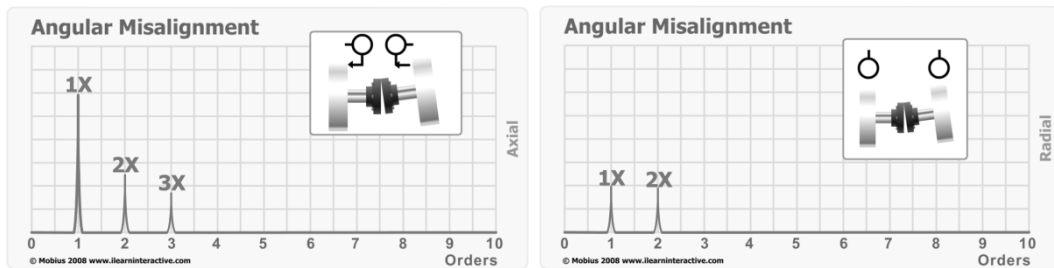 Angular Misalignment
1X
2X
3X
Axial
0 1 2 3 4 5 6 7 8 9 10
© Mobius 2008 www.ilearninteractive.com
Orders
Angular Misalignment
1X 2X
Radial
0 1 2 3 4 5 6 7 8 9 10
© Mobius 2008 www.ilearninteractive.com
Orders